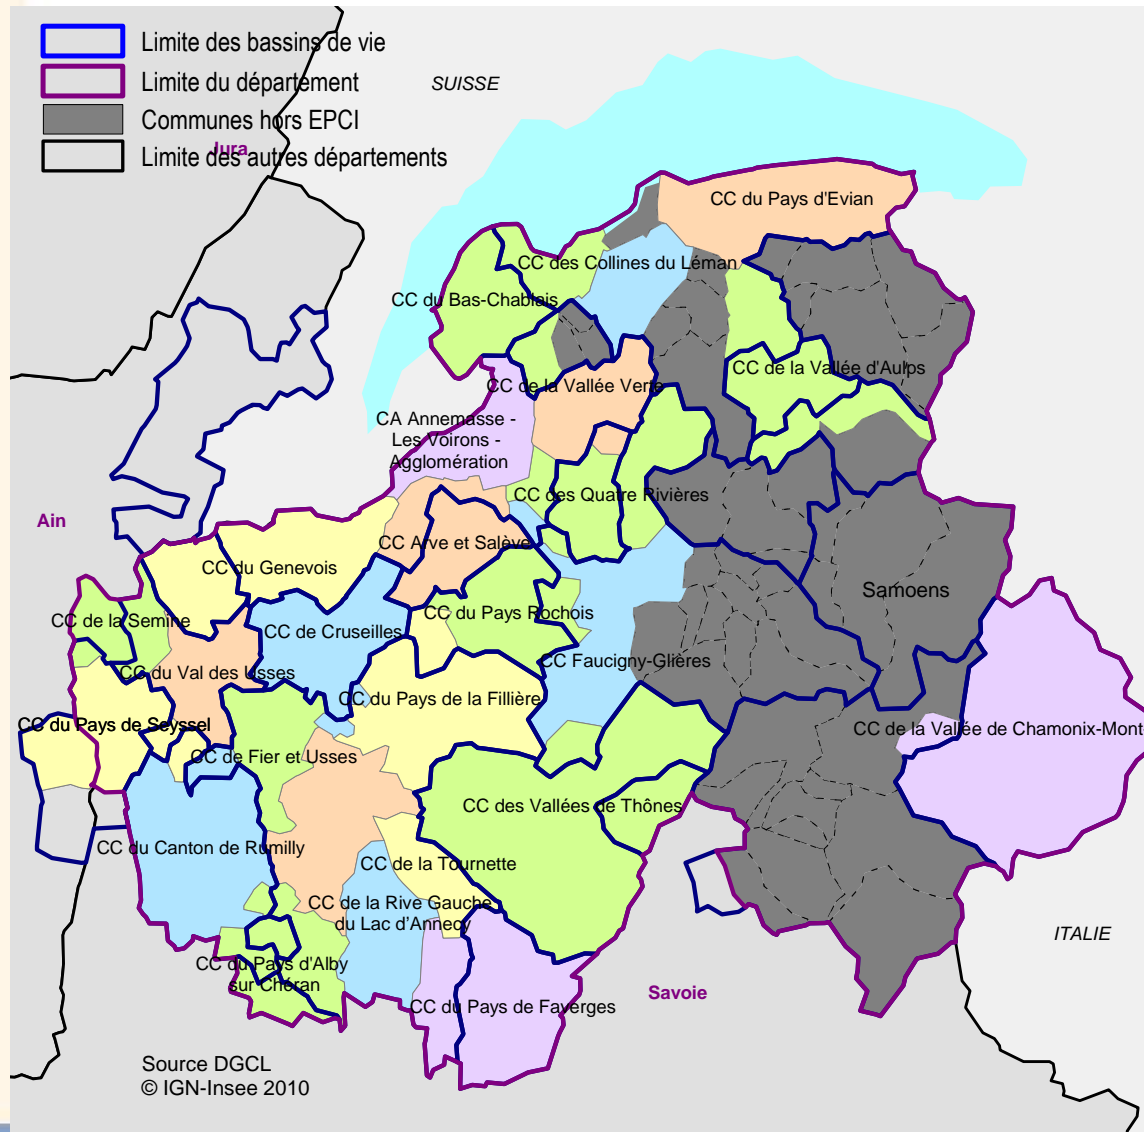 Limite des bassins de vie
Limite du département
Communes hors EPCI
Limite des autres départements
Jura
SUISSE
CC du Pays d'Evian
CC des Collines du Léman
CC du Bas-Chablais
CC de la Vallée d'Aulps
CC de la Vallée Verte
CA Annemasse -
Les Voirons -
Agglomération
CC des Quatre Rivières
Ain
CC Arve et Salève
CC du Genevois
Samoens
CC de la Semine
CC du Pays Rochois
CC de Cruseilles
CC Faucigny-Glières
CC du Val des Usses
CC du Pays de la Fillière
CC du Pays de Seyssel
CC de la Vallée de Chamonix-Mont
CC de Fier et Usses
CC des Vallées de Thônes
CC du Canton de Rumilly
CC de la Tournette
CC de la Rive Gauche
du Lac d'Annecy
ITALIE
CC du Pays d'Alby
sur Chéran
Savoie
CC du Pays de Faverges
Source DGCL
© IGN-Insee 2010